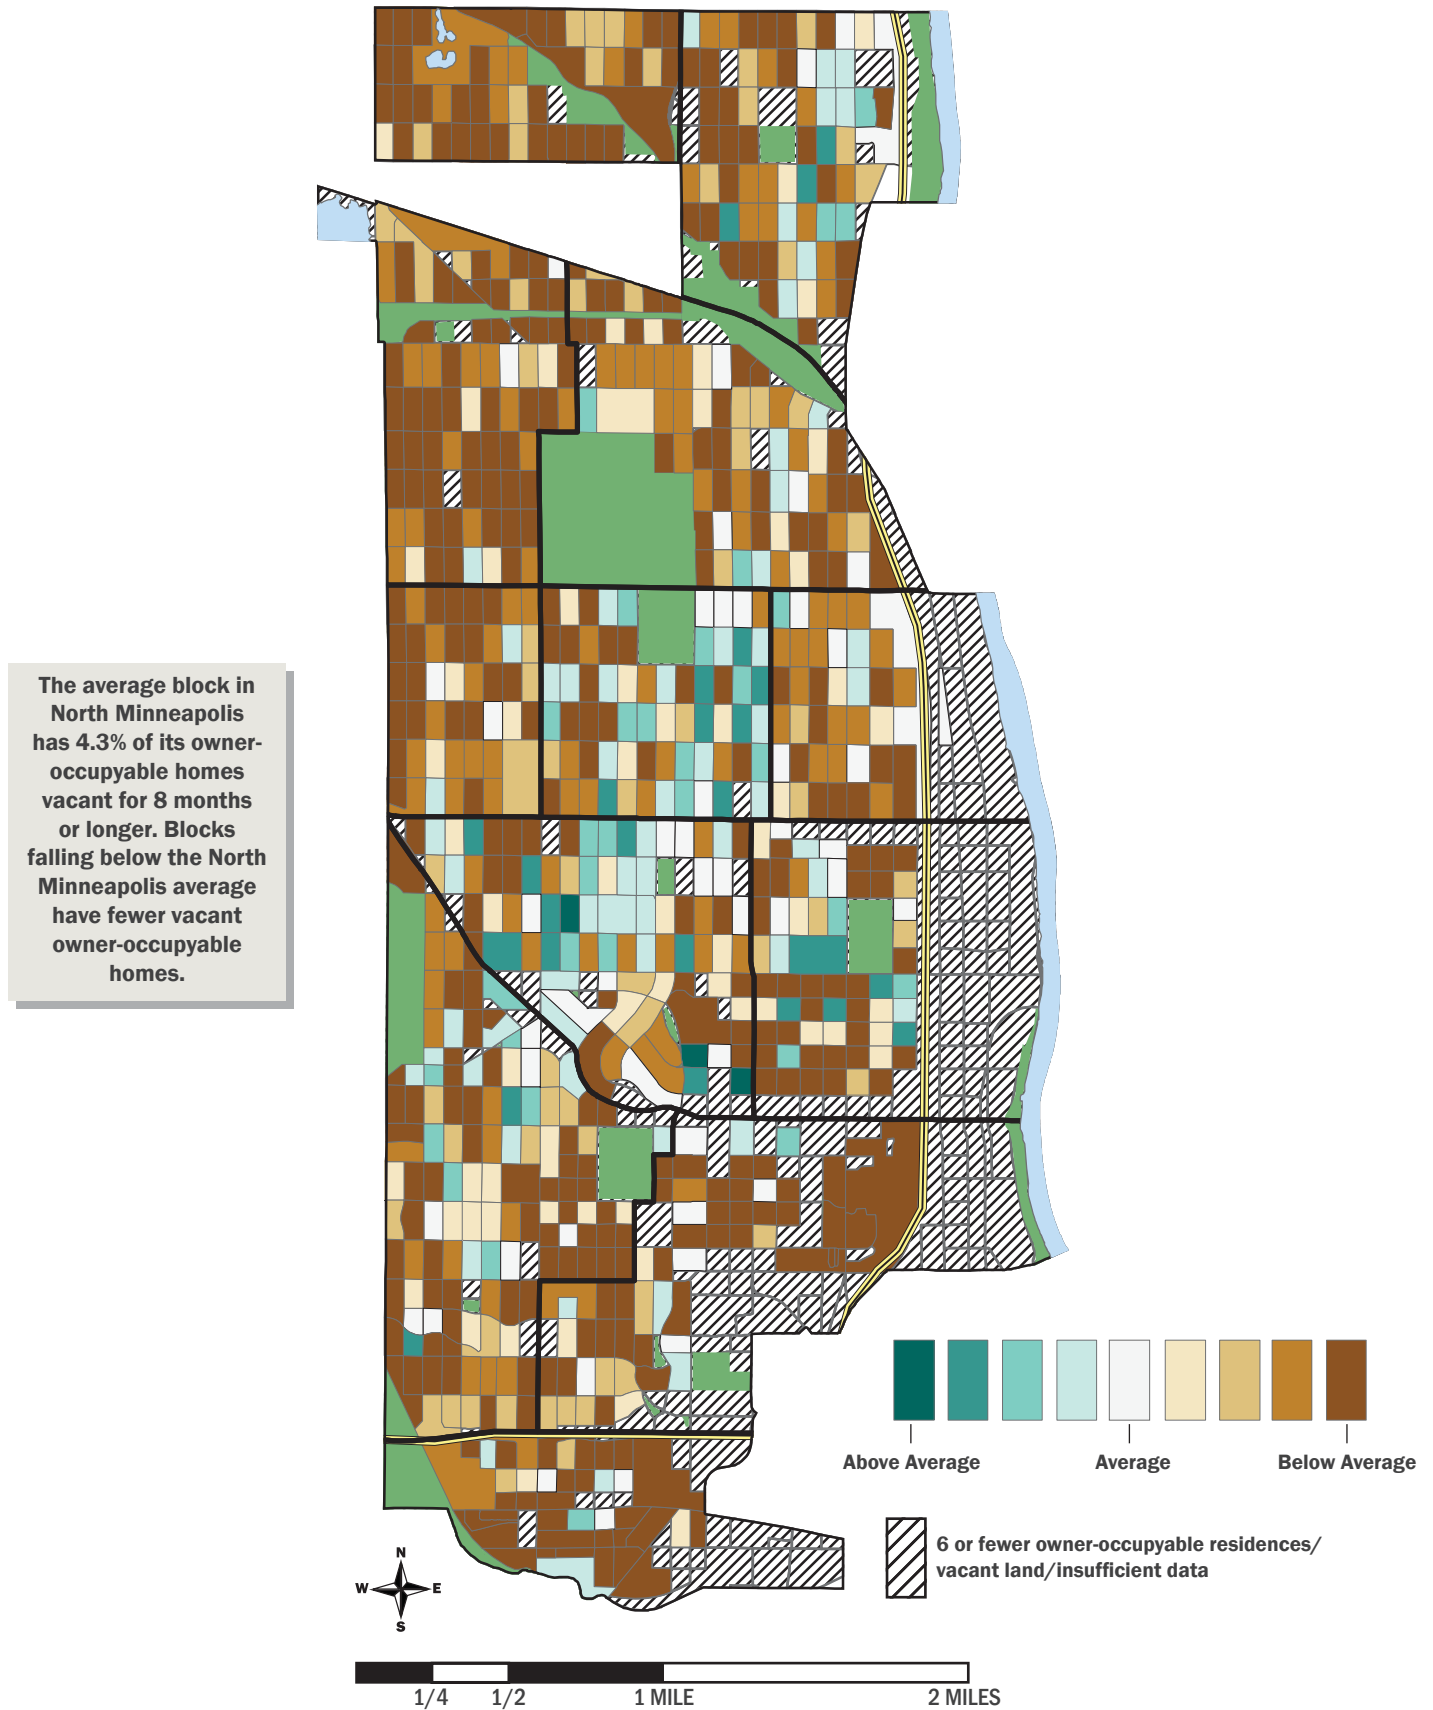 The average block in
North Minneapolis
has 4.3% of its owner-
occupyable homes
vacant for 8 months
or longer. Blocks
falling below the North
Minneapolis average
have fewer vacant
owner-occupyable
homes.
Above Average
Average
Below Average
6 or fewer owner-occupyable residences/
vacant land/insufficient data
N
W E
S
1/4 1/2 1 MILE 2 MILES